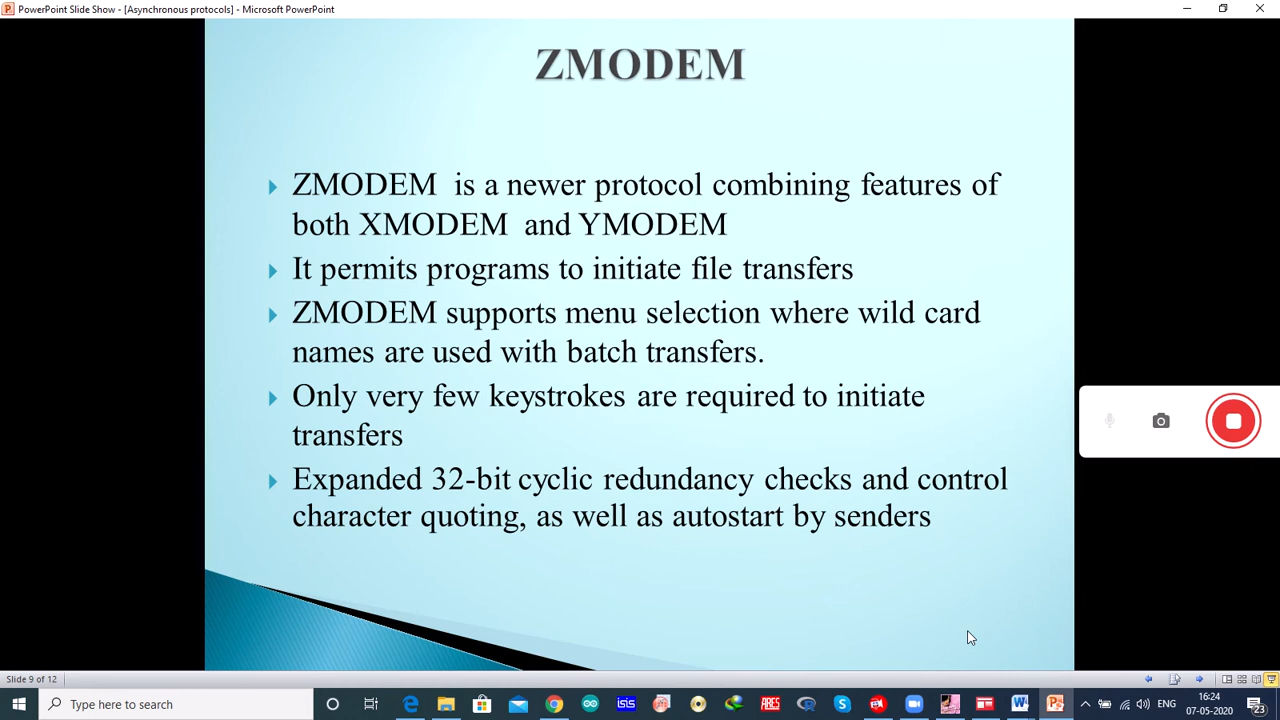 PowerPoint Slide Show - [Asynchronous protocols] - Microsoft PowerPoint
ZMODEM
ZMODEM is a newer protocol combining features of
both XMODEM and YMODEM
It permits programs to initiate file transfers
ZMODEM supports menu selection where wild card
names are used with batch transfers.
Only very few keystrokes are required to initiate
transfers
Expanded 32-bit cyclic redundancy checks and control
character quoting, as well as autostart by senders
Slide 9 of 12
Type here to search
isis
ARES
ENG
16:24
07-05-2020
23